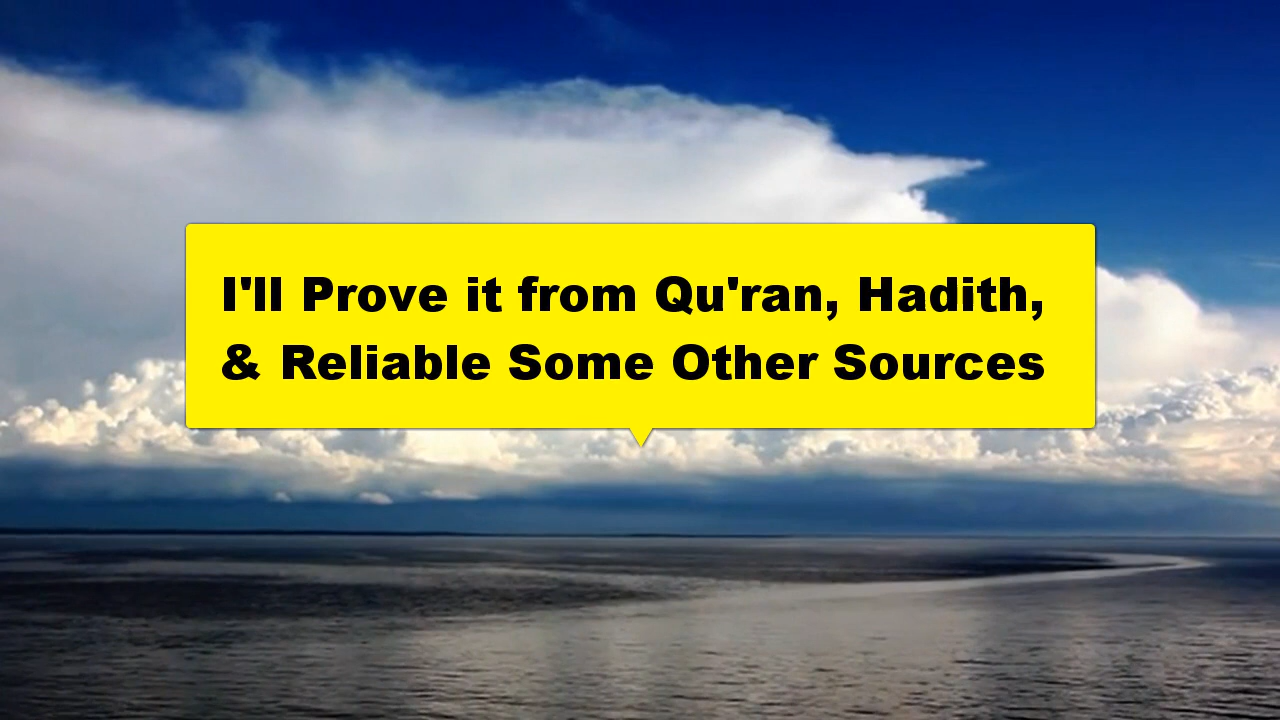 I'll Prove it from Qu'ran, Hadith,
& Reliable Some Other Sources